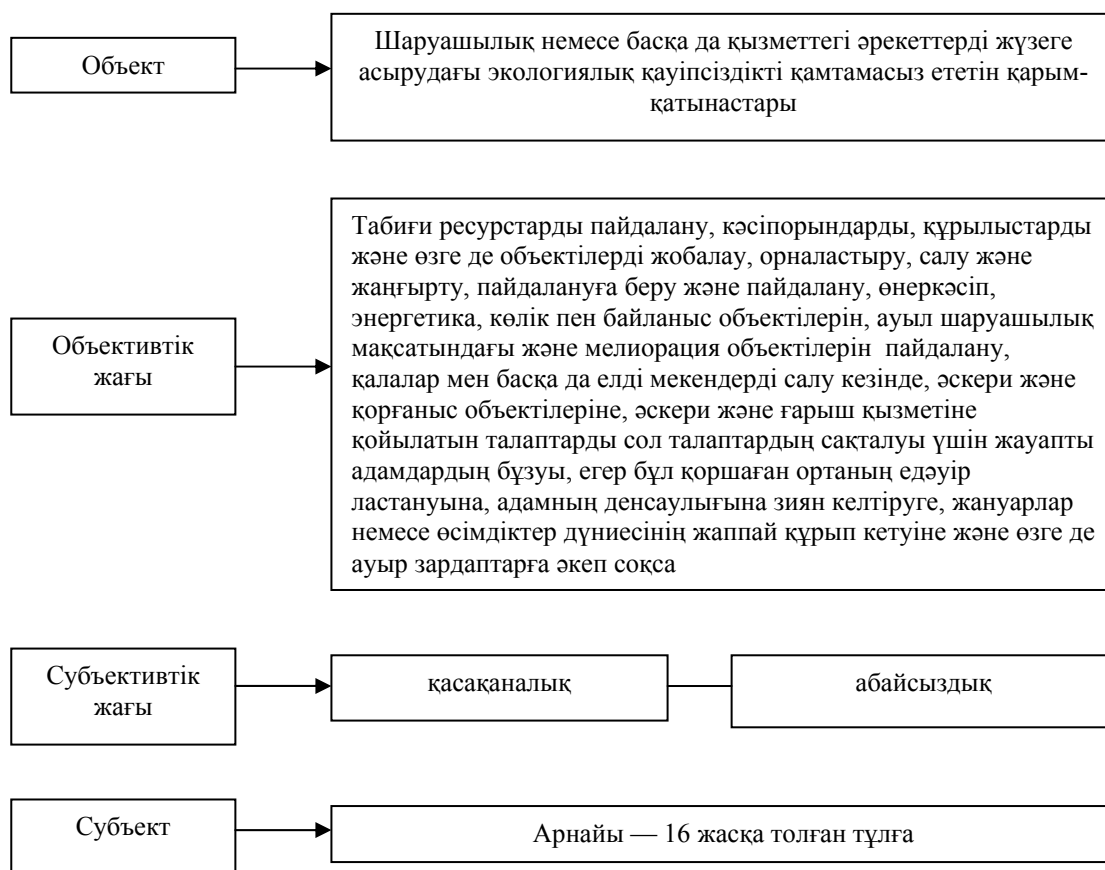 Объект
Шаруашылық немесе басқа да қызметтегі әрекеттерді жүзеге
асырудағы экологиялық қауіпсіздікті қамтамасыз ететін қарым-
қатынастары
Объективтік
жағы
Табиғи ресурстарды пайдалану, кәсіпорындарды, құрылыстарды
және өзге де объектілерді жобалау, орналастыру, салу және
жаңғырту, пайдалануға беру және пайдалану, өнеркәсіп,
энергетика, көлік пен байланыс объектілерін, ауыл шаруашылық
мақсатындағы және мелиорация объектілерін пайдалану,
қалалар мен басқа да елді мекендерді салу кезінде, әскери және
қорғаныс объектілеріне, әскери және ғарыш қызметіне
қойылатын талаптарды сол талаптардың сақталуы үшін жауапты
адамдардың бұзуы, егер бұл қоршаған ортаның едәуір
ластануына, адамның денсаулығына зиян келтіруге, жануарлар
немесе өсімдіктер дүниесінің жаппай құрып кетуіне және өзге де
ауыр зардаптарға әкеп соқса
Субъективтік
жағы
қасақаналық
абайсыздық
Субъект
Арнайы — 16 жасқа толған тұлға